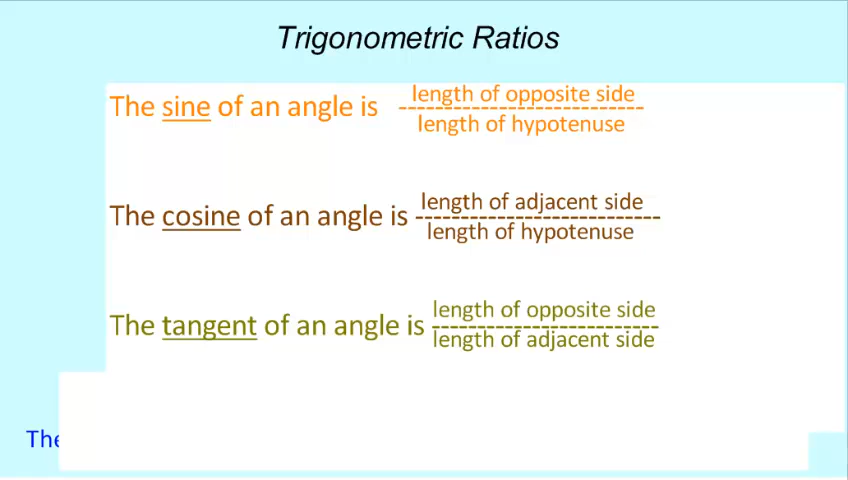 Trigonometric Ratios
The sine of an angle is length of opposite side
length of hypotenuse
The cosine of an angle is length of adjacent side
length of hypotenuse
The tangent of an angle is length of opposite side
length of adjacent side
The